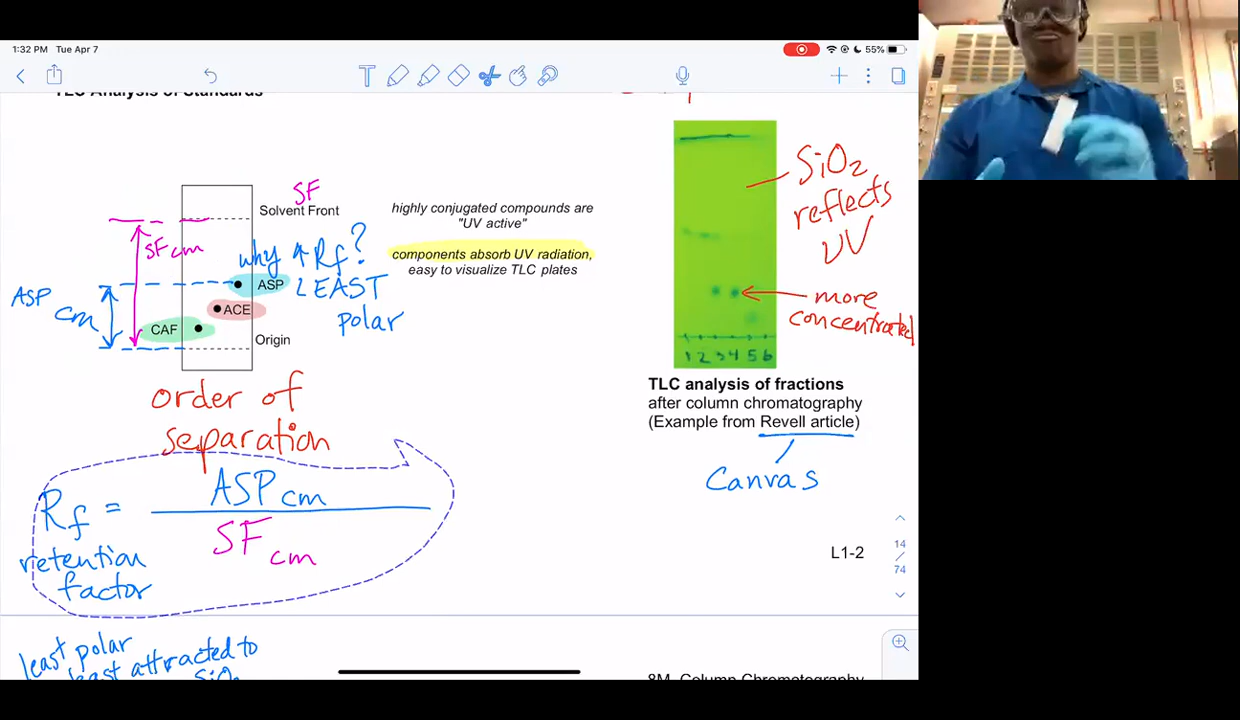 1:32 PM Tue Apr 7
55%
TLC Analysis of Standards
SF
Solvent Front
SF cm
why ↑ Rf?
ASP
LEAST
polar
ACE
CAF
Origin
ASP
cm
highly conjugated compounds are
"UV active"
components absorb UV radiation,
easy to visualize TLC plates
order of
separation
Rf = ASP cm
SF cm
retention
factor
SiO2
reflects
UV
more
concentrated
1 2 3 4 5 6
TLC analysis of fractions
after column chromatography
(Example from Revell article)
Canvas
L1-2
14
74
least polar
least attracted to
SiO2
8M. Column Chromatography